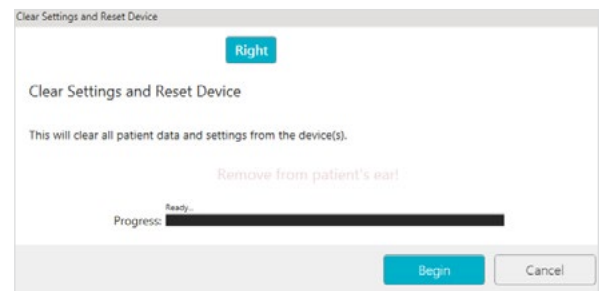 Clear Settings and Reset Device
Right
Clear Settings and Reset Device
This will clear all patient data and settings from the device(s).
Remove from patient's ear!
Ready...
Progress:
Begin
Cancel